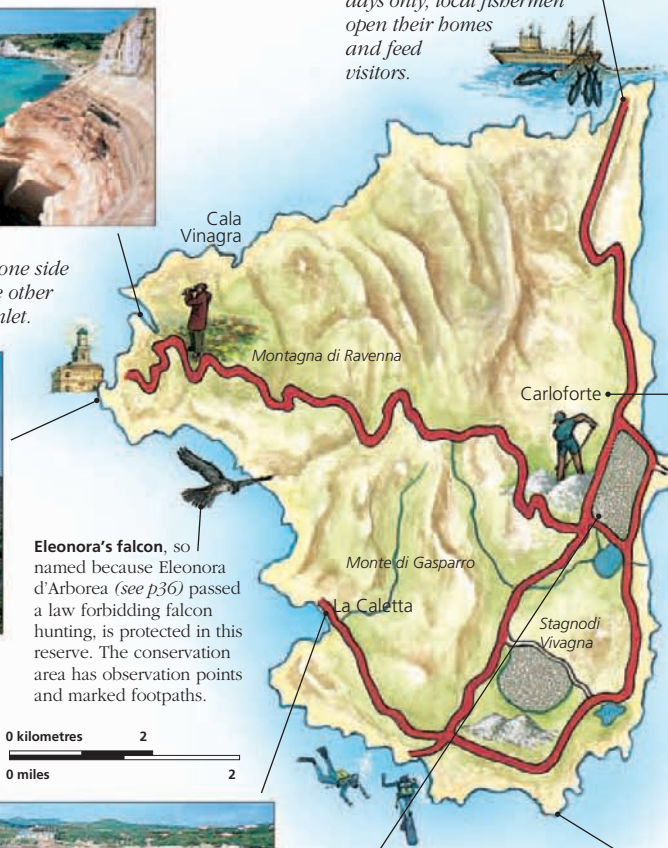 days only, local fishermen
open their homes
and feed
visitors.
Cala
Vinagra
one side
other
Montagna di Ravenna
Carloforte
Eleonora's falcon, so
named because Eleonora
d'Arborea (see p36) passed
a law forbidding falcon
hunting, is protected in this
reserve. The conservation
area has observation points
and marked footpaths.
Monte di Gasparro
La Caletta
Stagnodi
Vivagna
0 kilometres 2
0 miles 2